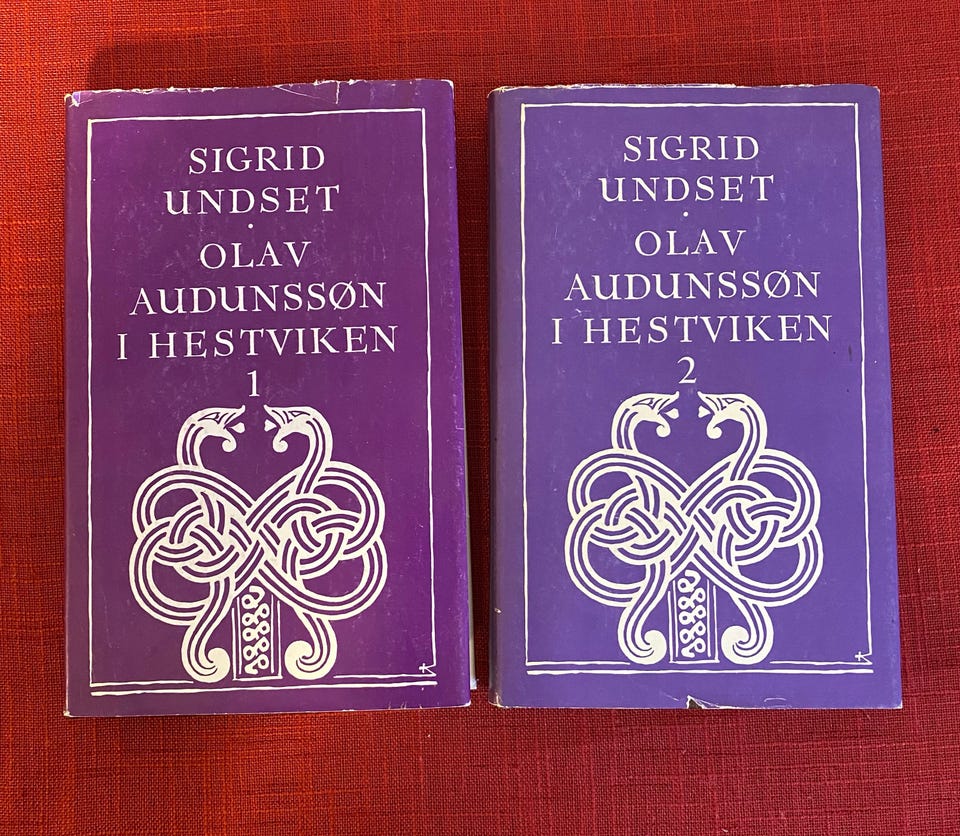 SIGRID
UNDSET
·
OLAV
AUDUNSSØN
I HESTVIKEN
1
SIGRID
UNDSET
·
OLAV
AUDUNSSØN
I HESTVIKEN
2